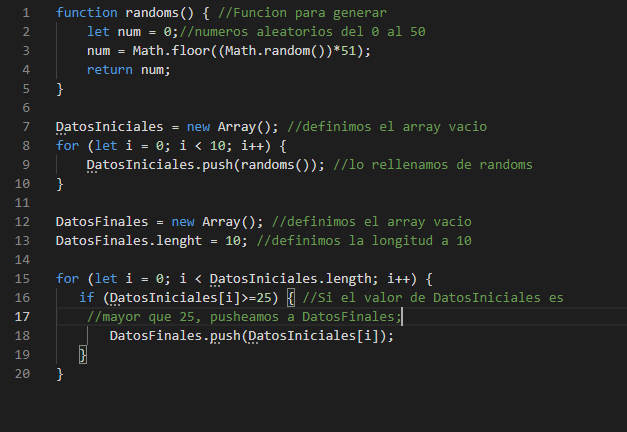 1 function randoms() { //Funcion para generar
2     let num = 0;//numeros aleatorios del 0 al 50
3     num = Math.floor((Math.random())*51);
4     return num;
5 }
6
7 DatosIniciales = new Array(); //definimos el array vacio
8 for (let i = 0; i < 10; i++) {
9     DatosIniciales.push(randoms()); //lo rellenamos de randoms
10 }
11
12 DatosFinales = new Array(); //definimos el array vacio
13 DatosFinales.lenght = 10; //definimos la longitud a 10
14
15 for (let i = 0; i < DatosIniciales.length; i++) {
16    if (DatosIniciales[i]>=25) { //Si el valor de DatosIniciales es
17     //mayor que 25, pusheamos a DatosFinales;
18        DatosFinales.push(DatosIniciales[i]);
19    }
20 }